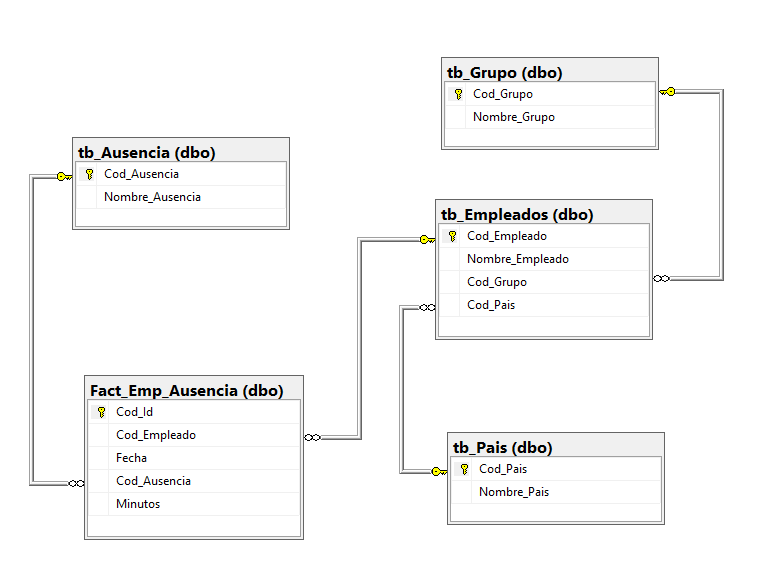 tb_Grupo (dbo)
Cod_Grupo
Nombre_Grupo
tb_Ausencia (dbo)
Cod_Ausencia
Nombre_Ausencia
tb_Empleados (dbo)
Cod_Empleado
Nombre_Empleado
Cod_Grupo
Cod_Pais
Fact_Emp_Ausencia (dbo)
Cod_Id
Cod_Empleado
Fecha
Cod_Ausencia
Minutos
tb_Pais (dbo)
Cod_Pais
Nombre_Pais